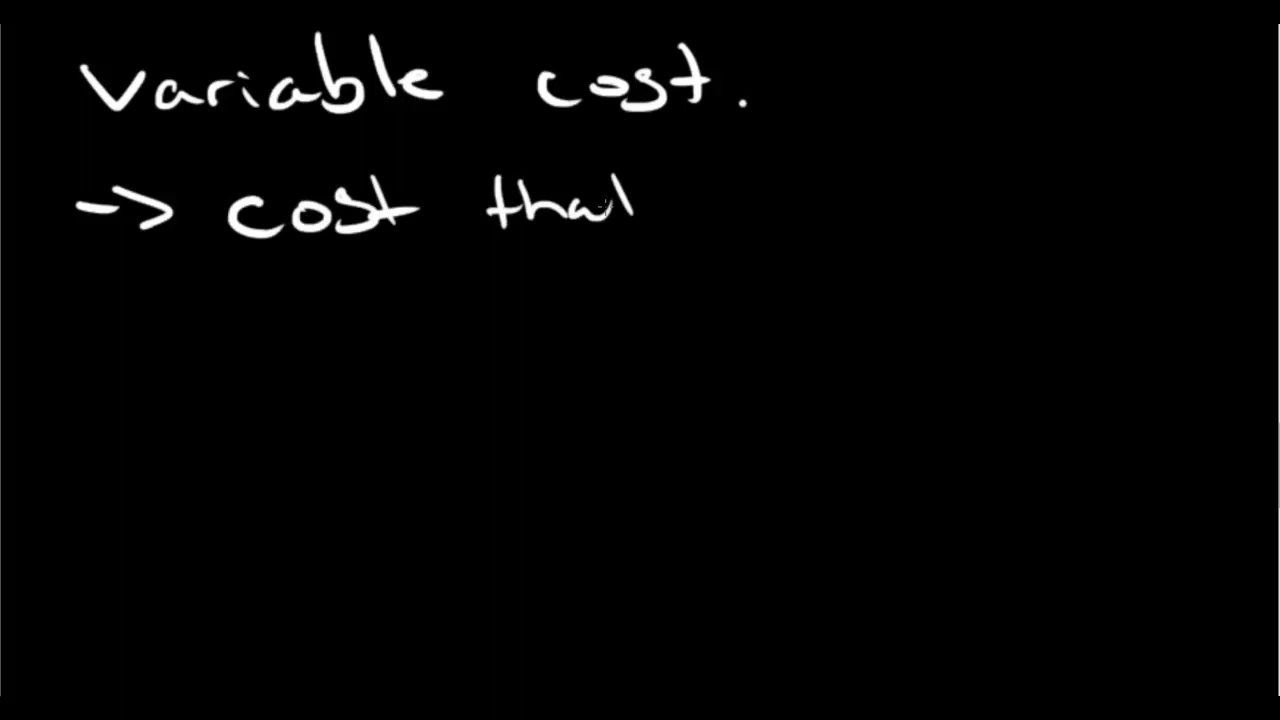 variable cost.
-> cost that